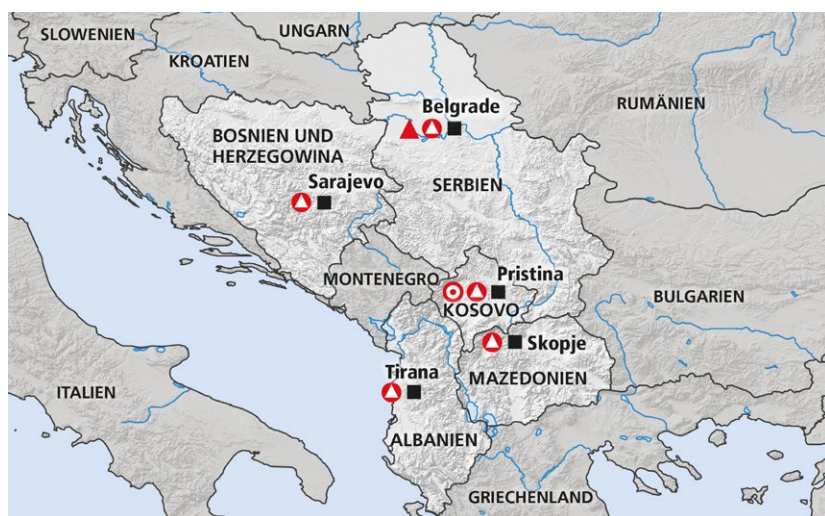 SLOWENIEN
UNGARN
KROATIEN
RUMÄNIEN
Belgrade
BOSNIEN UND
HERZEGOWINA
Sarajevo
SERBIEN
MONTENEGRO
Pristina
KOSOVO
BULGARIEN
Skopje
Tirana
MAZEDONIEN
ITALIEN
ALBANIEN
GRIECHENLAND